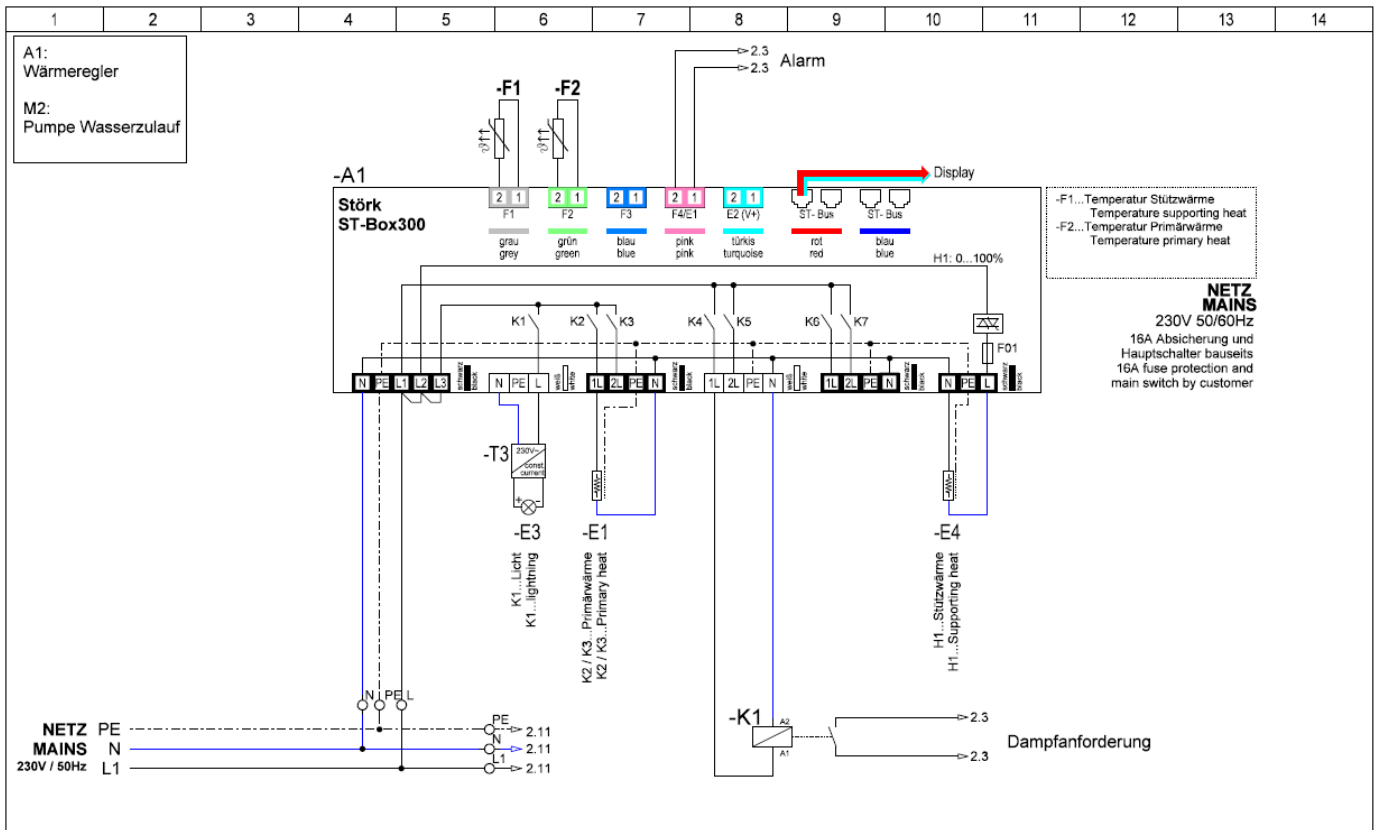 1 2 3 4 5 6 7 8 9 10 11 12 13 14
A1:
Wärmeregler
M2:
Pumpe Wasserzulauf
2.3
2.3
Alarm
-F1
-F2
ϑ↑↑
ϑ↑↑
Display
-A1
Störk
ST-Box300
2 1
2 1
2 1
2 1
2 1
F1
F2
F3
F4/E1
E2 (V+)
ST- Bus
ST- Bus
grau
grey
grün
green
blau
blue
pink
pink
türkis
turquoise
rot
red
blau
blue
H1: 0...100%
-F1...Temperatur Stützwärme
Temperature supporting heat
-F2...Temperatur Primärwärme
Temperature primary heat
NETZ
MAINS
230V 50/60Hz
16A Absicherung und
Hauptschalter bauseits
16A fuse protection and
main switch by customer
K1
K2
K3
K4
K5
K6
K7
F01
N PE L1 L2 L3
schwarz
black
N PE L
weiß
white
1L 2L PE N
schwarz
black
1L 2L PE N
weiß
white
1L 2L PE N
schwarz
black
N PE L
schwarz
black
-T3
230V~
const.
current
+ -
-E3
-E1
-E4
K1...Licht
K1...lightning
K2 / K3...Primärwärme
K2 / K3...Primary heat
H1...Stützwärme
H1...Supporting heat
N PE L
NETZ
MAINS
230V / 50Hz
PE
N
L1
PE
2.11
N
2.11
L1
2.11
-K1
A2
A1
2.3
2.3
Dampfanforderung